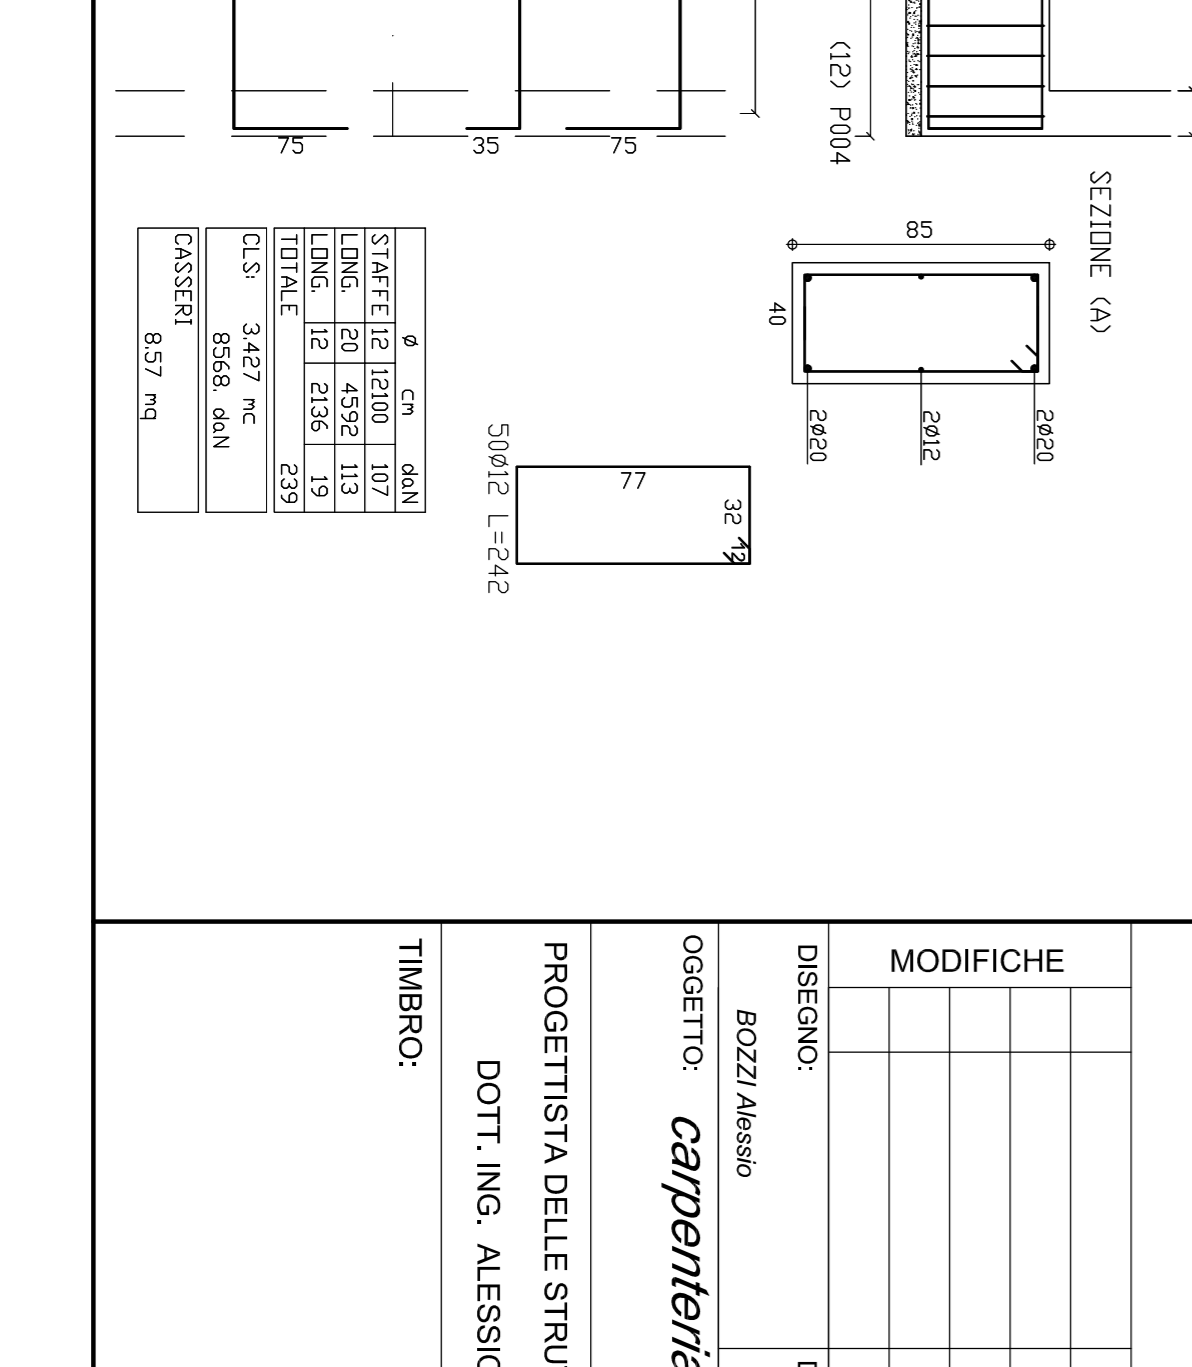 75
35
75
(12) P004
SEZIONE (A)
85
40
2Ø20
2Ø12
2Ø20
Ø cm daN
STAFFE 12 12100 107
LONG. 20 4592 113
LONG. 12 2136 19
TOTALE 239
CLS: 3.427 mc
8568. daN
CASSERI
8.57 mq
77
32
12
50Ø12 L=242
MODIFICHE
DISEGNO:
BOZZI Alessio
OGGETTO: carpenteria
PROGETTISTA DELLE STRU
DOTT. ING. ALESSIO
TIMBRO: